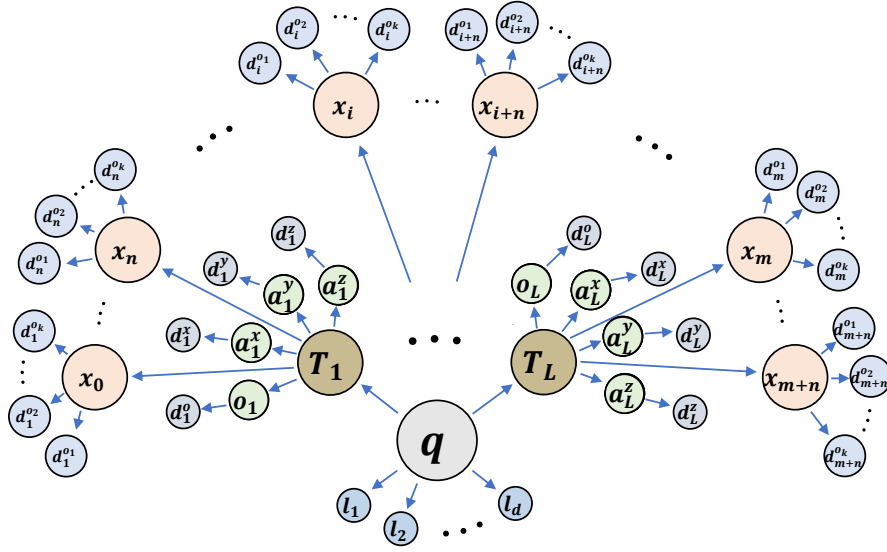 d_i^{o_1} d_i^{o_2} ... d_i^{o_k} d_{i+n}^{o_1} d_{i+n}^{o_2} ... d_{i+n}^{o_k}
x_i ... x_{i+n}
... ...
d_n^{o_1} d_n^{o_2} ... d_n^{o_k} d_m^{o_1} d_m^{o_2} ... d_m^{o_k}
x_n x_m
d_1^y d_1^z d_L^o d_L^x
a_1^y a_1^z o_L a_L^x
... ...
d_1^x a_1^x a_L^y d_L^y
d_1^{o_k} ... d_1^{o_2} d_1^{o_1} d_{m+n}^{o_1} d_{m+n}^{o_2} ... d_{m+n}^{o_k}
x_0 T_1 ... T_L x_{m+n}
d_1^o o_1 a_L^z d_L^z
q
l_1 l_2 ... l_d